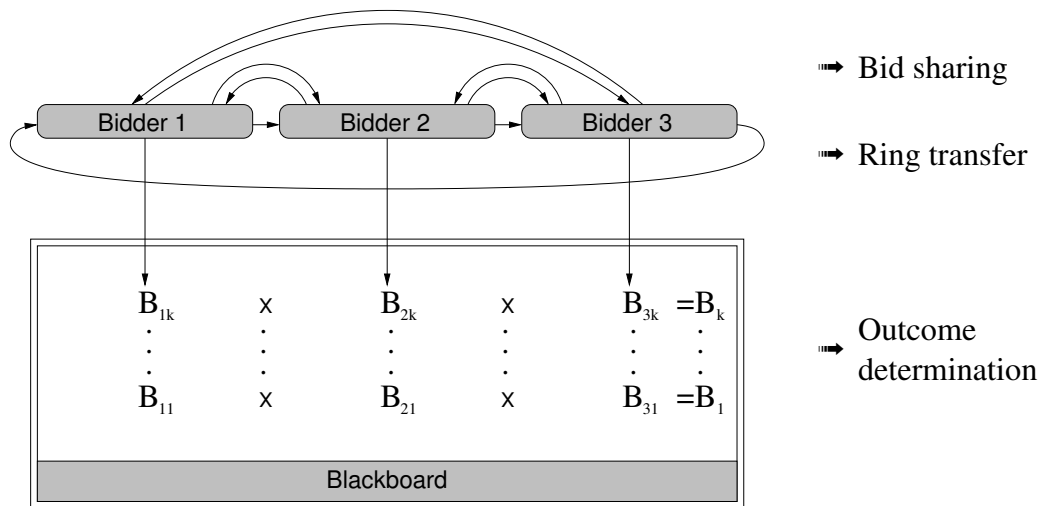 Bid sharing
Bidder 1 Bidder 2 Bidder 3
Ring transfer
B1k x B2k x B3k =Bk
. . . . . .
. . . . . .
. . . . . .
B11 x B21 x B31 =B1
Outcome
determination
Blackboard